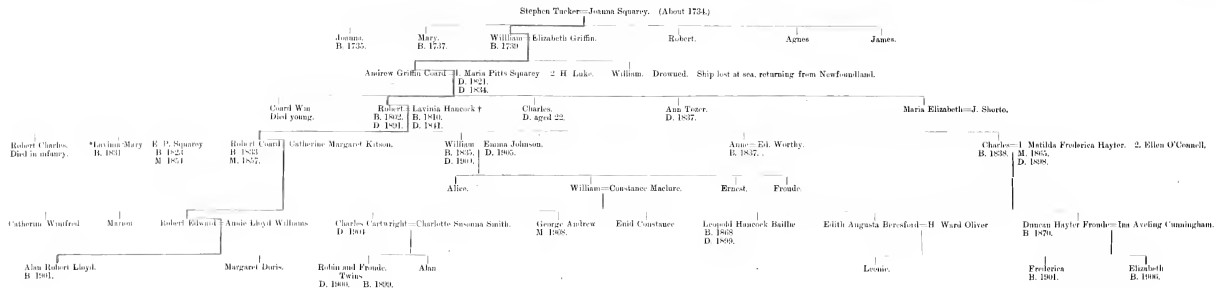 Stephen Tucker=Joanna Squarey. (About 1734.)
Joanna. Mary. William Elizabeth Griffin. Robert. Agnes James.
B. 1735. B. 1737. B. 1739
Andrew Griffin Coard 1. Maria Pitts Squarey 2 H Luke. William. Drowned. Ship lost at sea, returning from Newfoundland.
D. 1821.
D. 1834.
Coard Wm Robert Lavinia Hancock † Charles. Ann Tozer. Maria Elizabeth=J. Shorto.
Died young. B. 1802. B. 1810. D. aged 22. D. 1837.
D 1891. D. 1841.
Robert Charles. *Lavinia Mary E. P. Squarey Robert Coard Catherine Margaret Kitson. William Emma Johnson. Anne=Ed. Worthy. Charles=1 Matilda Frederica Hayter. 2. Ellen O'Connell.
Died in infancy. B. 1831 B 1823 B 1833 B. 1835. D. 1905. B. 1837. B. 1838. M. 1865.
M 1854 M. 1857. D. 1898.
Alice. William=Constance Maclure. Ernest. Froude.
Catherine Winifred Marion Robert Edward=Annie Lloyd Williams Charles Cartwright=Charlotte Susanna Smith. George Andrew Enid Constance Leopold Hancock Baillie Edith Augusta Beresford=H Ward Oliver Duncan Hayter Froude=Ina Aveling Cunningham.
M 1908. B. 1868 B 1870.
D. 1899.
Alan Robert Lloyd. Margaret Doris. Robin and Froude. Alan Leonie. Frederica Elizabeth
B 1901. Twins B. 1901. B. 1906.
D. 1900. B. 1899.